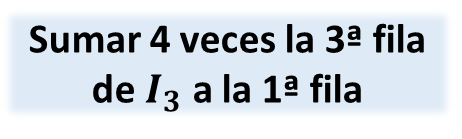 Sumar 4 veces la 3ª fila
de I₃ a la 1ª fila